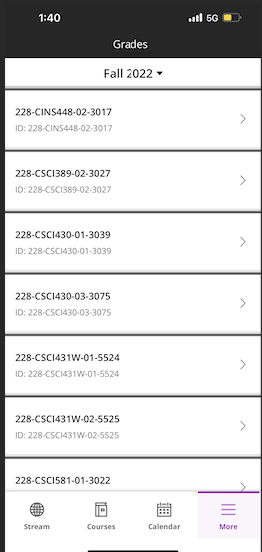 1:40
5G
Grades
Fall 2022
228-CINS448-02-3017
ID: 228-CINS448-02-3017
228-CSCI389-02-3027
ID: 228-CSCI389-02-3027
228-CSCI430-01-3039
ID: 228-CSCI430-01-3039
228-CSCI430-03-3075
ID: 228-CSCI430-03-3075
228-CSCI431W-01-5524
ID: 228-CSCI431W-01-5524
228-CSCI431W-02-5525
ID: 228-CSCI431W-02-5525
228-CSCI581-01-3022
Stream
Courses
Calendar
More